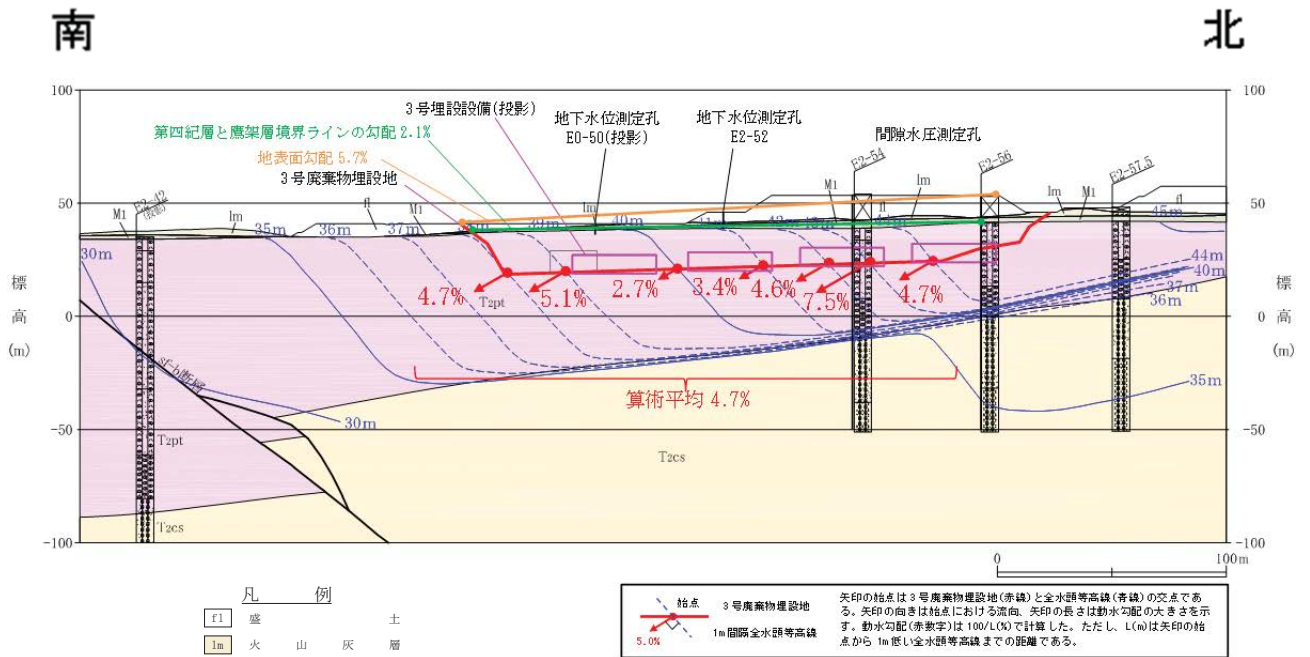 南
北
100
50
0
-50
-100
標
高
(m)
100
50
0
-50
-100
標
高
(m)
3号埋設設備(投影)
第四紀層と鷹架層境界ラインの勾配 2.1%
地表面勾配 5.7%
3号廃棄物埋設地
地下水位測定孔
E0-50(投影)
地下水位測定孔
E2-52
間隙水圧測定孔
E2-42
(投影)
E2-54
E2-56
E2-57.5
M1
lm
fl
M1
lm
M1
fl
lm
lm
M1
fl
30m
35m
36m
37m
39m
40m
41m
42m
43m
44m
45m
44m
40m
37m
36m
35m
30m
4.7%
5.1%
2.7%
3.4%
4.6%
7.5%
4.7%
T2pt
sf-b断層
算術平均 4.7%
T2pt
T2cs
T2cs
0
100m
凡 例
fl 盛 土
lm 火 山 灰 層
始点
3号廃棄物埋設地
1m間隔全水頭等高線
5.0%
矢印の始点は3号廃棄物埋設地(赤線)と全水頭等高線(青線)の交点であ
る。矢印の向きは始点における流向、矢印の長さは動水勾配の大きさを示
す。動水勾配(赤数字)は100/L(%)で計算した。ただし、L(m)は矢印の始
点から1m低い全水頭等高線までの距離である。